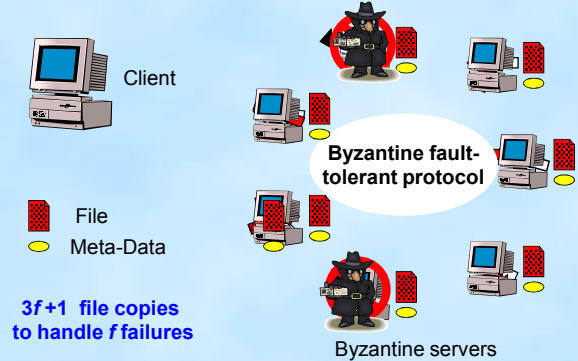 Client
Byzantine fault-
tolerant protocol
File
Meta-Data
3f +1 file copies
to handle f failures
Byzantine servers